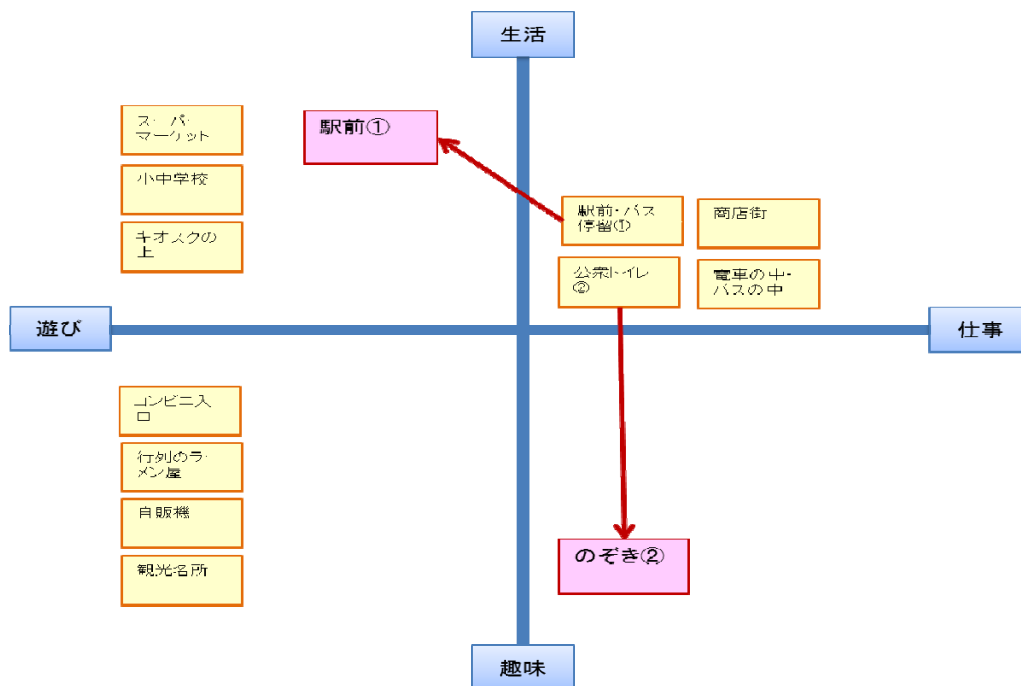 生活
スーパー
マーケット
駅前①
小中学校
駅前・バス
停留①
商店街
キオスクの
上
公衆トイレ
②
電車の中・
バスの中
遊び
仕事
コンビニ入
口
行列のラー
メン屋
自販機
のぞき②
観光名所
趣味